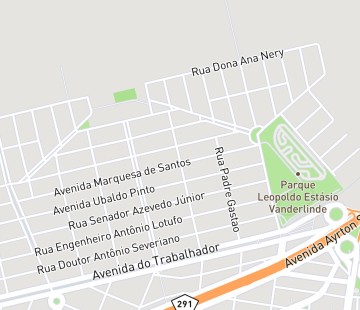 Rua Dona Ana Nery
Avenida Marquesa de Santos
Rua Padre Gastao
Parque
Leopoldo Estásio
Vanderlinde
Avenida Ubaldo Pinto
Rua Senador Azevedo Júnior
Rua Engenheiro Antônio Lotufo
Rua Doutor Antônio Severiano
Avenida do Trabalhador
Avenida Ayrton S
291